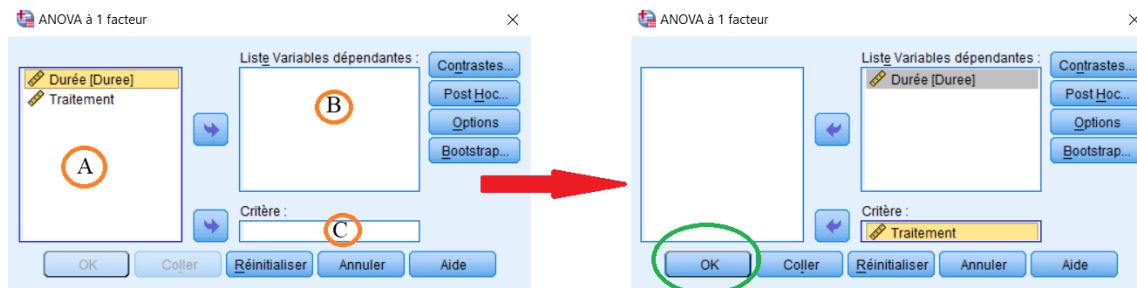 ANOVA à 1 facteur
Liste Variables dépendantes :
Durée [Duree]
Traitement
A
B
Contrastes...
Post Hoc...
Options
Bootstrap...
Critère :
C
OK
Coller
Réinitialiser
Annuler
Aide
ANOVA à 1 facteur
Liste Variables dépendantes :
Durée [Duree]
Contrastes...
Post Hoc...
Options
Bootstrap...
Critère :
Traitement
OK
Coller
Réinitialiser
Annuler
Aide